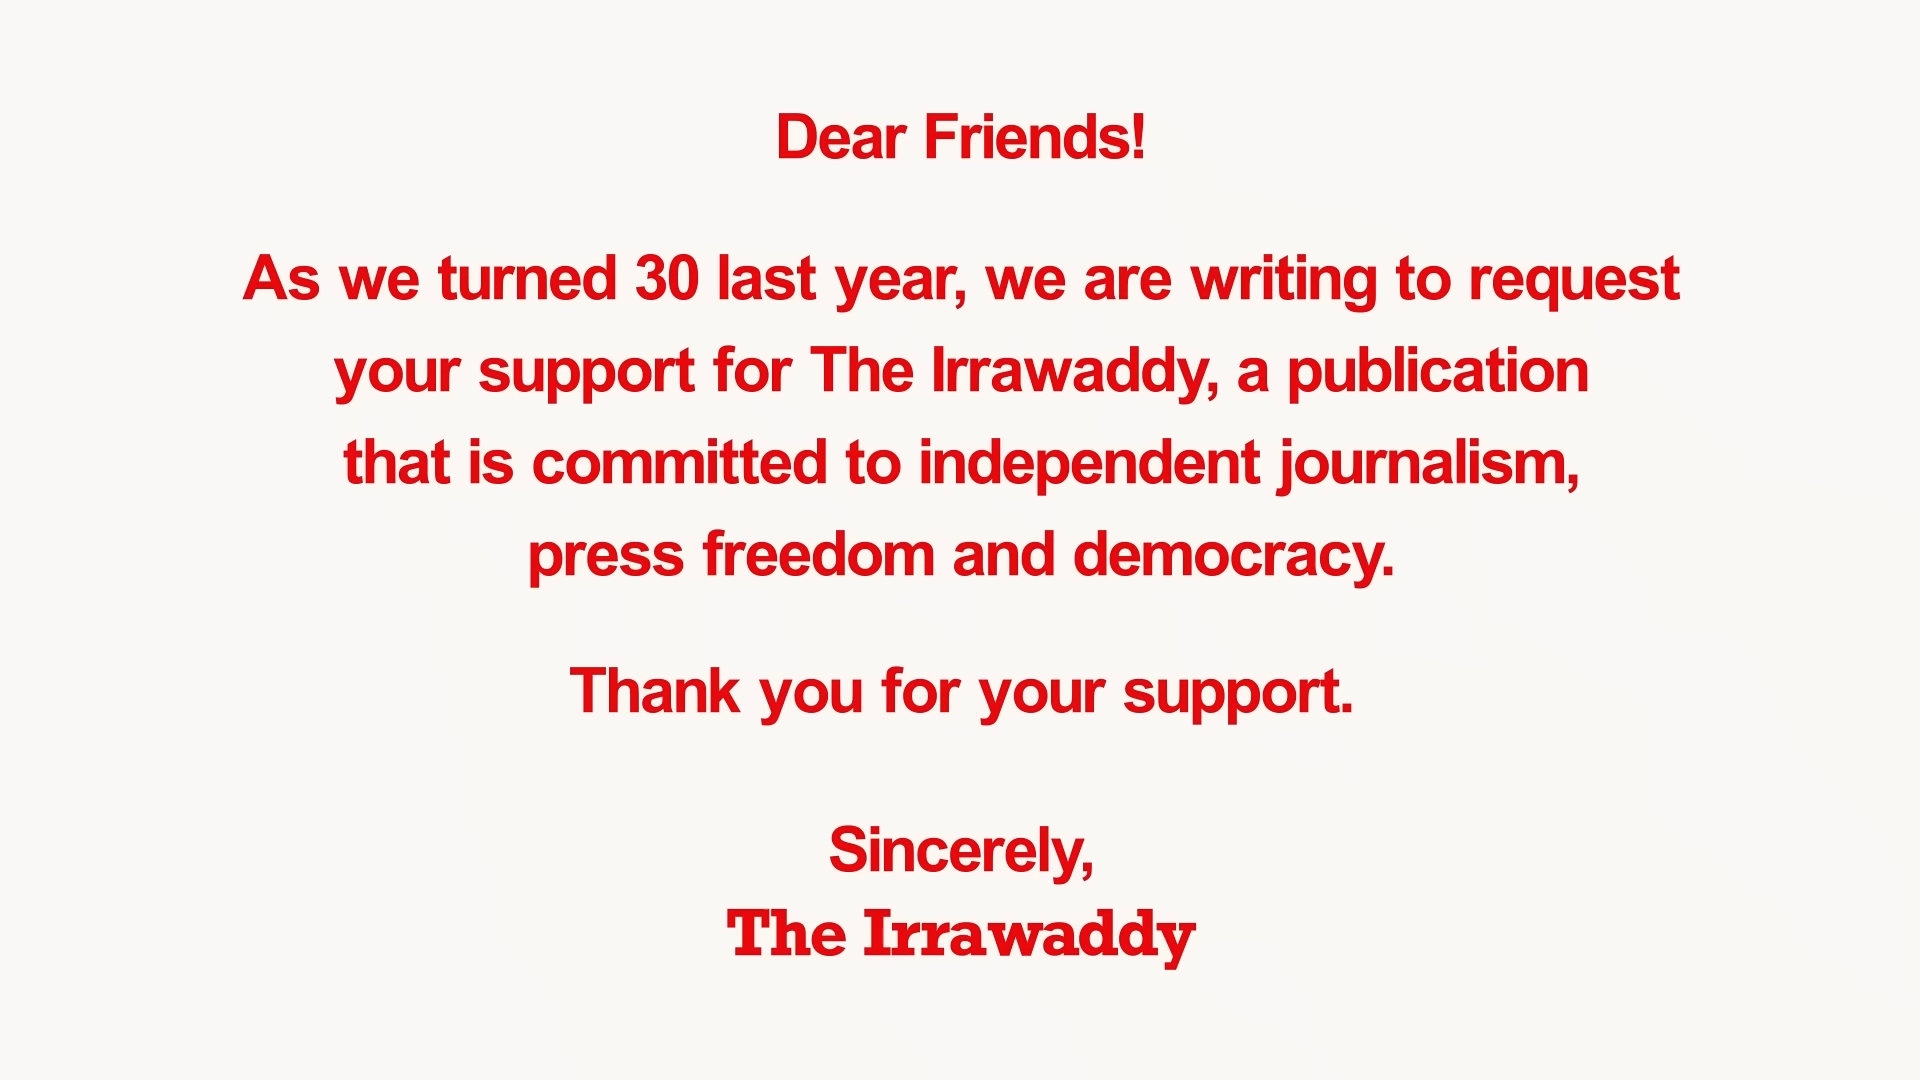 Dear Friends!
As we turned 30 last year, we are writing to request
your support for The Irrawaddy, a publication
that is committed to independent journalism,
press freedom and democracy.
Thank you for your support.
Sincerely,
The Irrawaddy